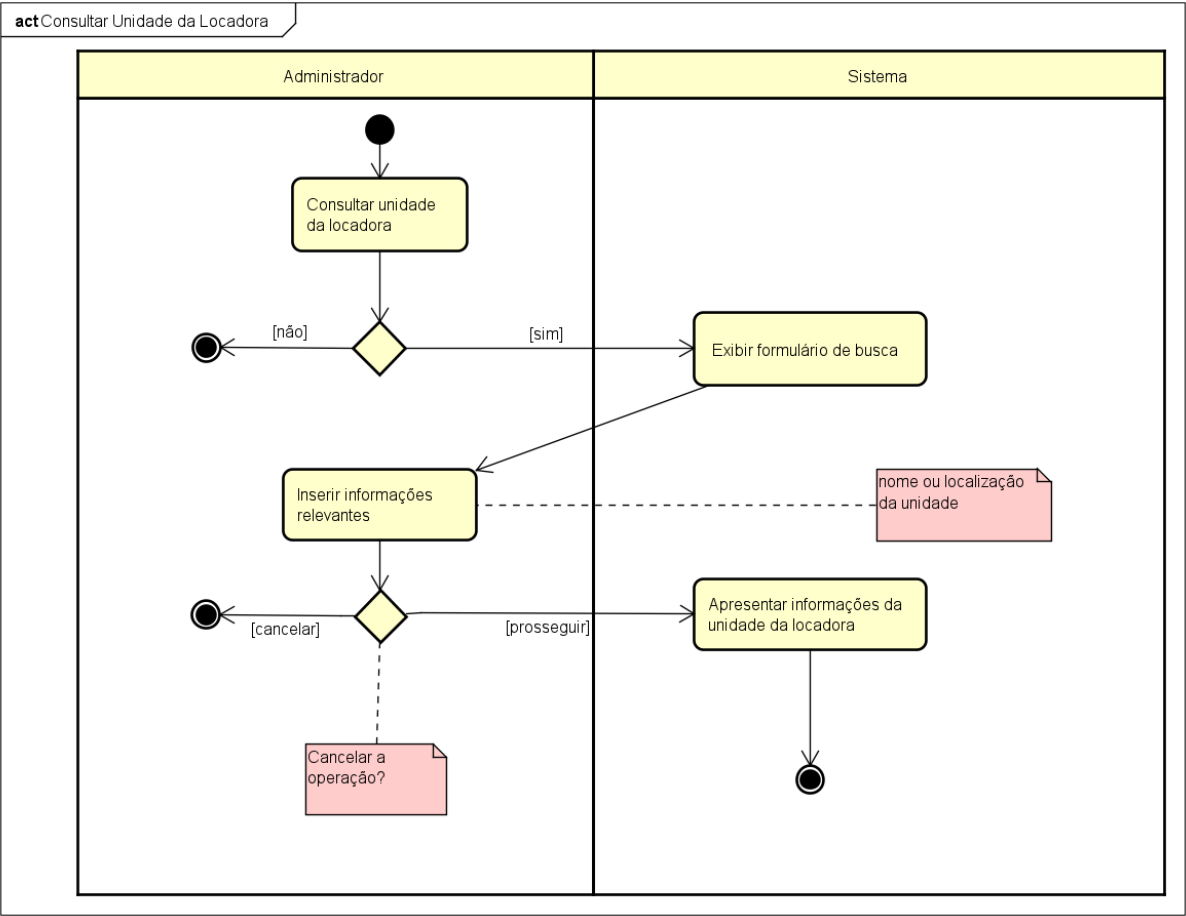 act Consultar Unidade da Locadora
Administrador
Sistema
Consultar unidade
da locadora
[não]
[sim]
Exibir formulário de busca
Inserir informações
relevantes
nome ou localização
da unidade
[cancelar]
[prosseguir]
Apresentar informações da
unidade da locadora
Cancelar a
operação?